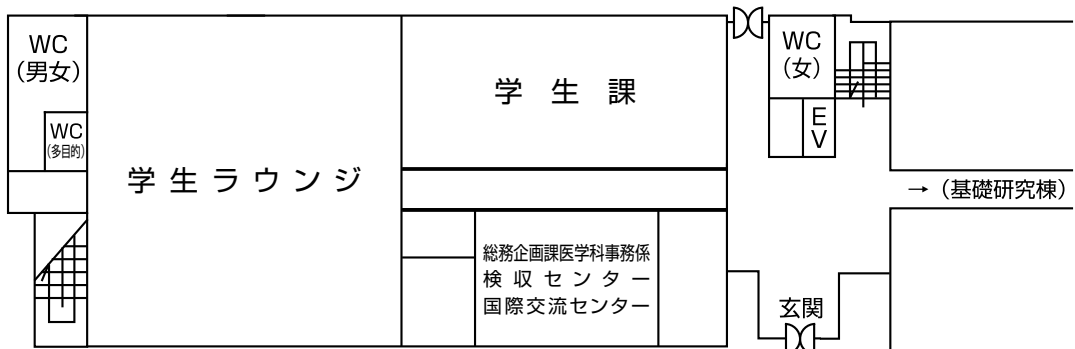 WC
(男女)
WC
(多目的)
学生ラウンジ
学生課
総務企画課医学科事務係
検収センター
国際交流センター
WC
(女)
EV
→（基礎研究棟）
玄関